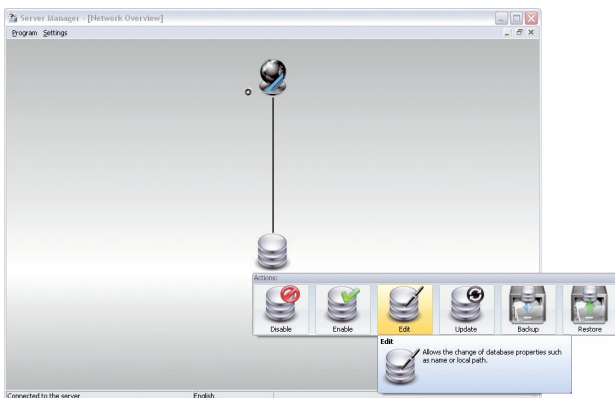 Server Manager - [Network Overview]
Program Settings
Actions:
Disable Enable Edit Update Backup Restore
Edit
Allows the change of database properties such
as name or local path.
Connected to the server English